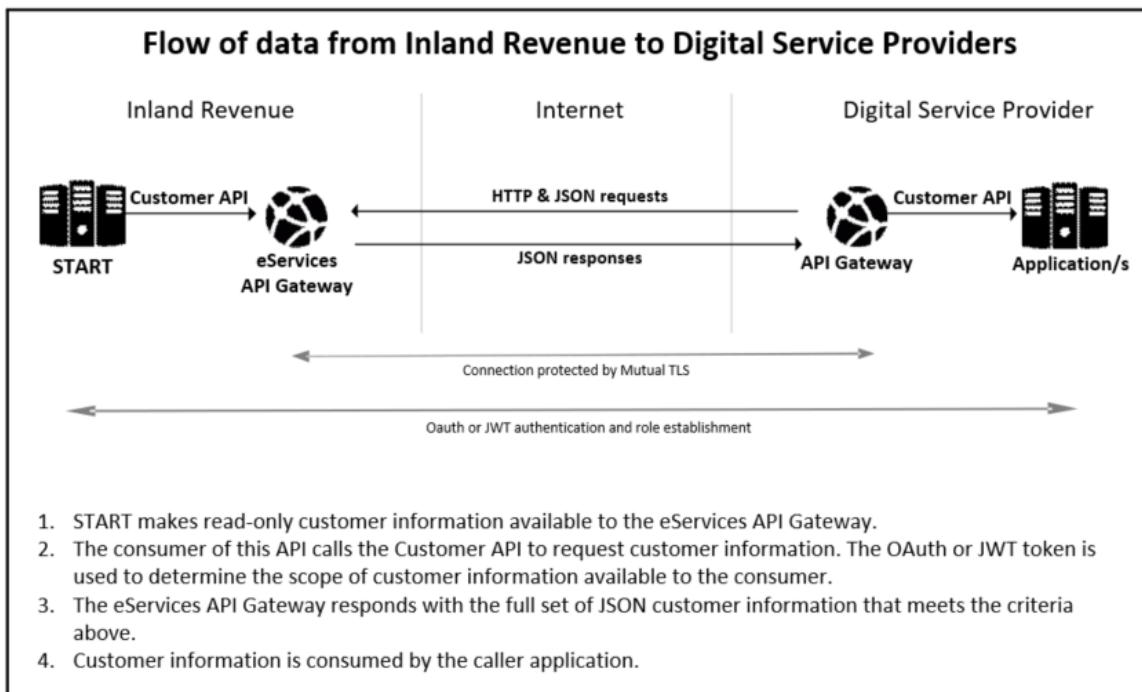 Flow of data from Inland Revenue to Digital Service Providers
Inland Revenue
Internet
Digital Service Provider
Customer API
HTTP & JSON requests
Customer API
START
eServices
API Gateway
JSON responses
API Gateway
Application/s
Connection protected by Mutual TLS
Oauth or JWT authentication and role establishment
1. START makes read-only customer information available to the eServices API Gateway.
2. The consumer of this API calls the Customer API to request customer information. The OAuth or JWT token is
used to determine the scope of customer information available to the consumer.
3. The eServices API Gateway responds with the full set of JSON customer information that meets the criteria
above.
4. Customer information is consumed by the caller application.